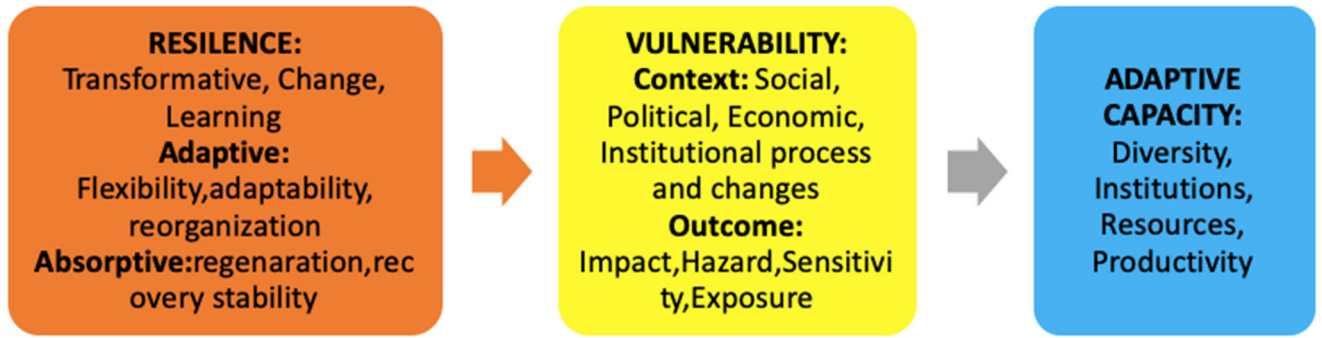 RESILENCE:
Transformative, Change,
Learning
Adaptive:
Flexibility,adaptability,
reorganization
Absorptive:regenaration,rec
overy stability
VULNERABILITY:
Context: Social,
Political, Economic,
Institutional process
and changes
Outcome:
Impact,Hazard,Sensitivi
ty,Exposure
ADAPTIVE
CAPACITY:
Diversity,
Institutions,
Resources,
Productivity